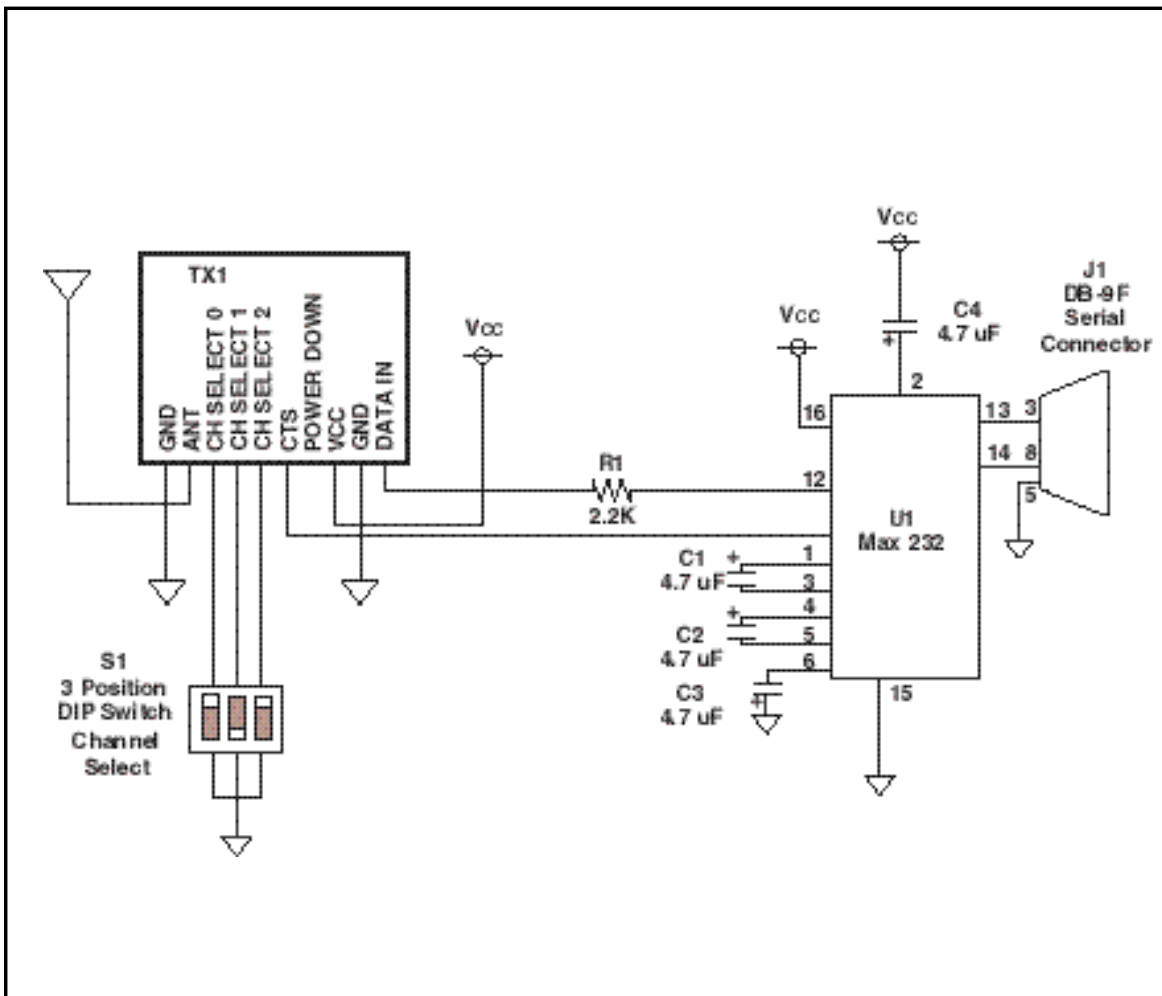 TX1
GND
ANT
CH SELECT 0
CH SELECT 1
CH SELECT 2
CTS
POWER DOWN
VCC
GND
DATA IN
Vcc
Vcc
Vcc
C4
4.7 uF
+
J1
DB-9F
Serial
Connector
2
16
13
3
14
8
5
R1
2.2K
12
U1
Max 232
C1
4.7 uF
+
1
3
C2
4.7 uF
+
4
5
C3
4.7 uF
+
6
15
S1
3 Position
DIP Switch
Channel
Select